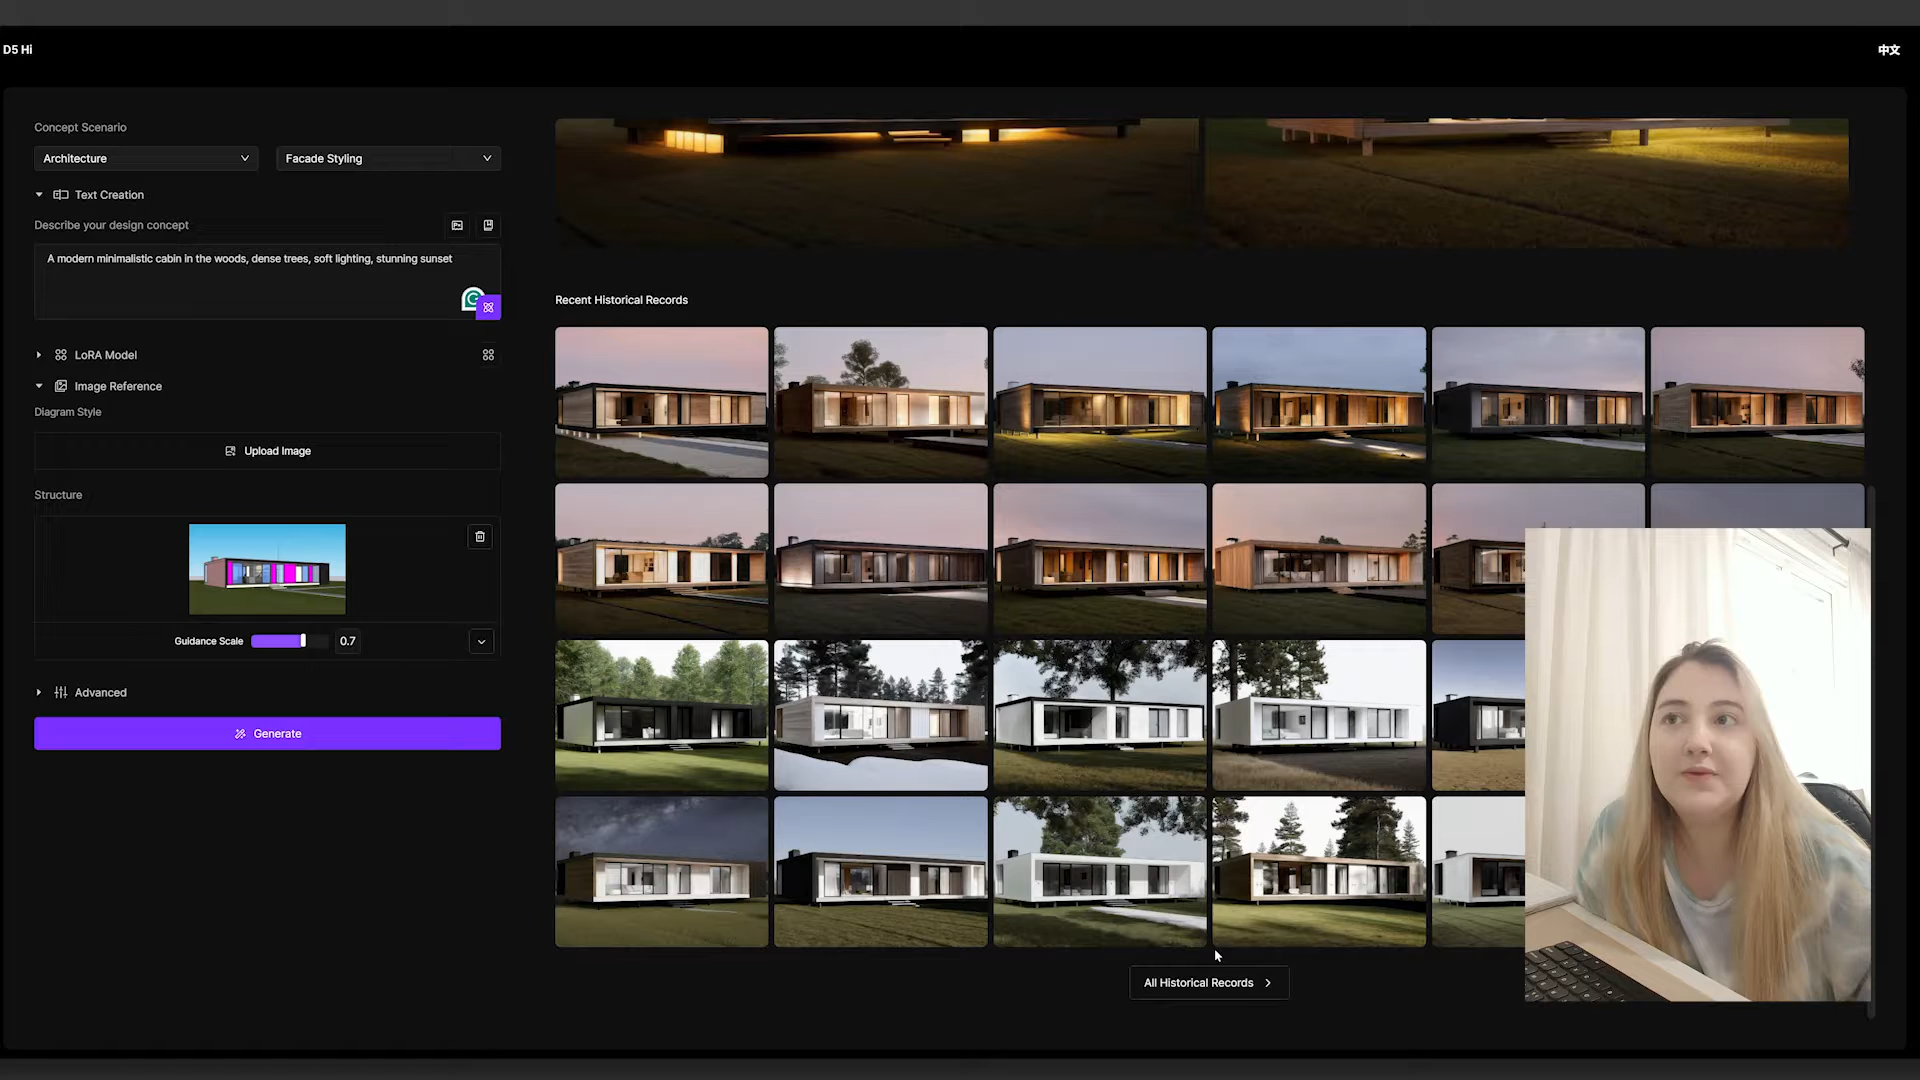 D5 Hi
中文
Concept Scenario
Architecture
Facade Styling
Text Creation
Describe your design concept
A modern minimalistic cabin in the woods, dense trees, soft lighting, stunning sunset
LoRA Model
Image Reference
Diagram Style
Upload Image
Structure
Guidance Scale
0.7
Advanced
Generate
Recent Historical Records
All Historical Records